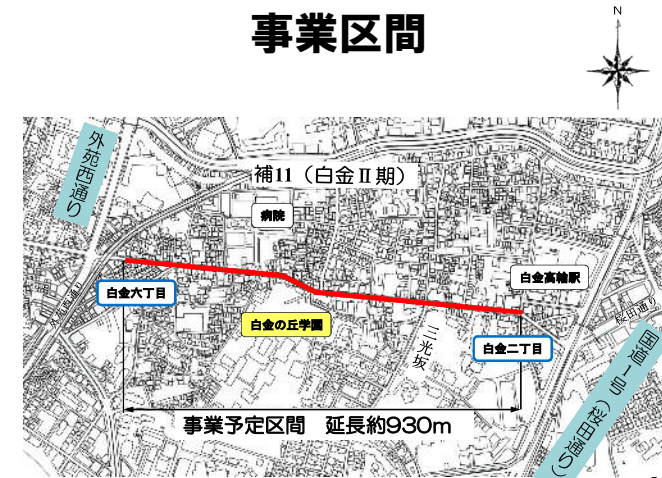 事業区間
N
外苑西通り
補11（白金Ⅱ期）
病院
白金高輪駅
白金六丁目
白金の丘学園
三光坂
白金二丁目
桜田通り
国道1号（桜田通り）
事業予定区間　延長約930m